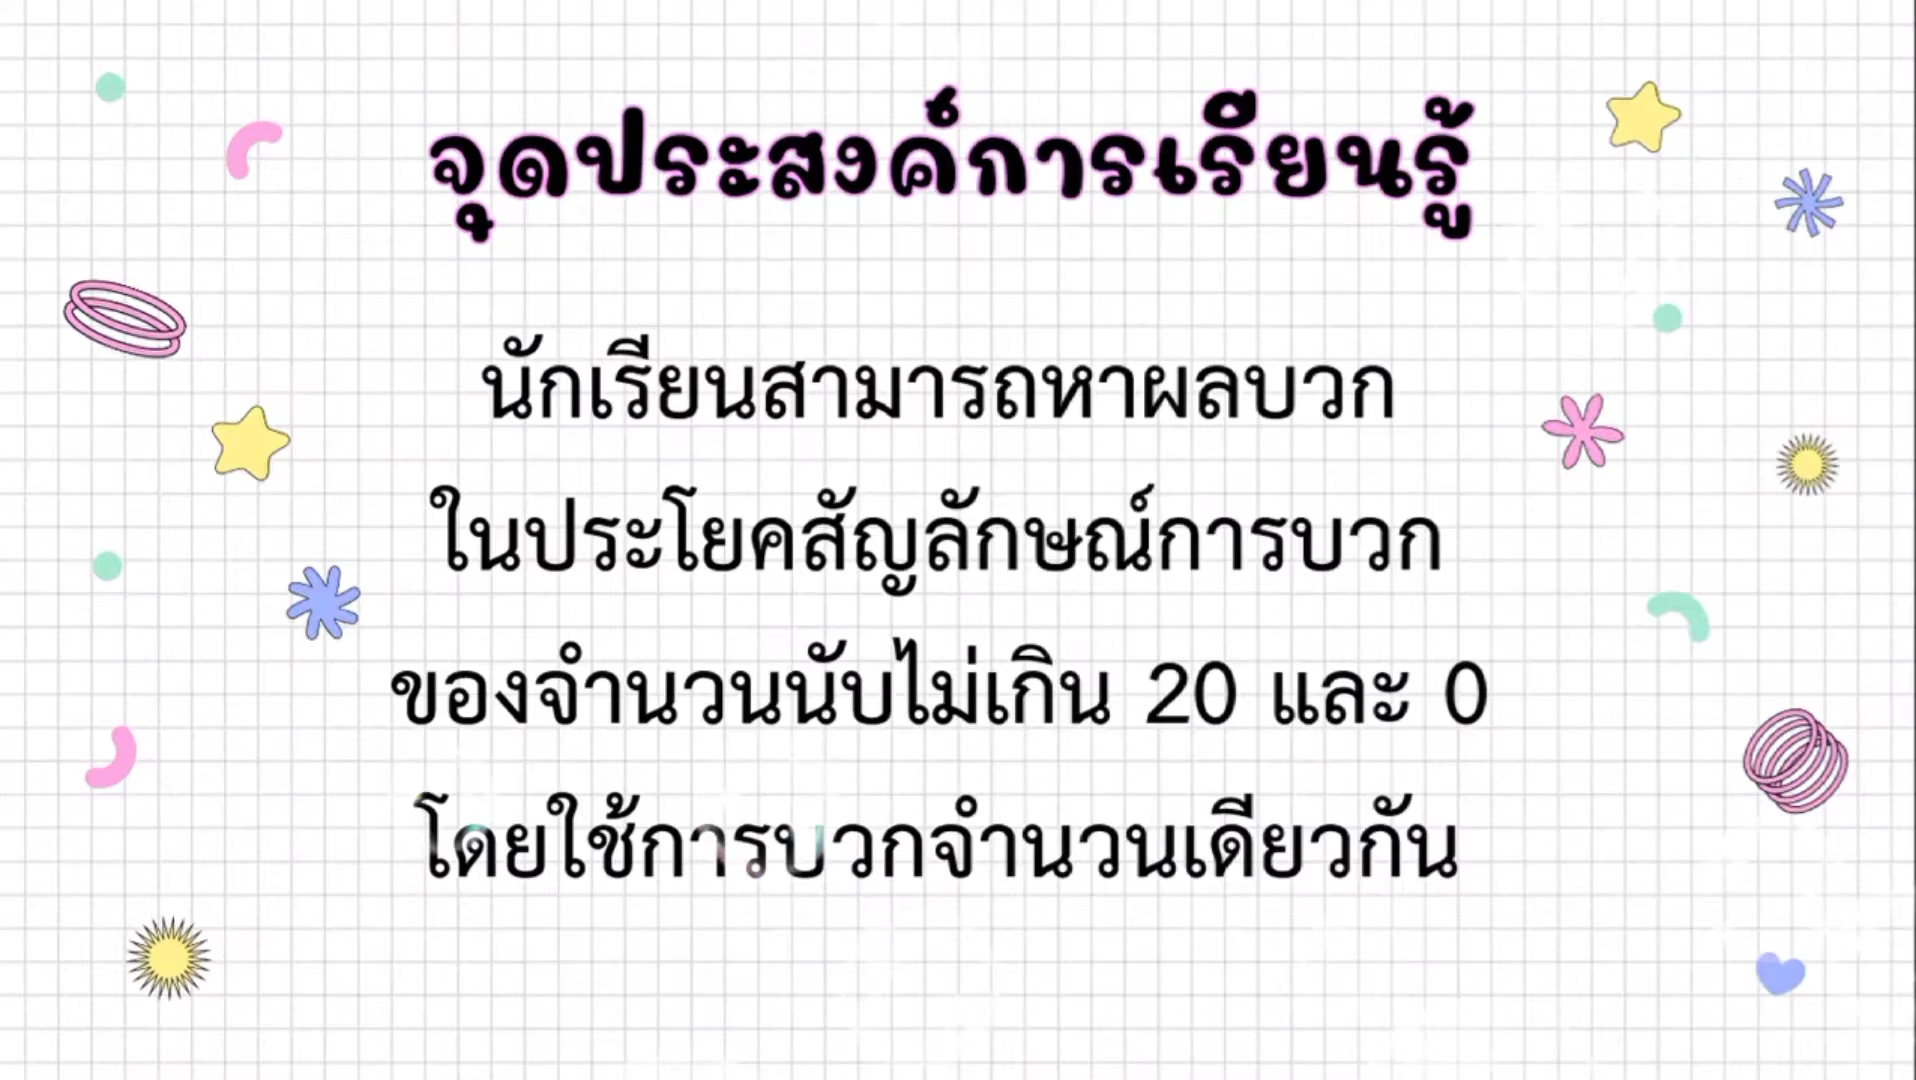 จุดประสงค์การเรียนรู้
นักเรียนสามารถหาผลบวก
ในประโยคสัญลักษณ์การบวก
ของจำนวนนับไม่เกิน 20 และ 0
โดยใช้การบวกจำนวนเดียวกัน